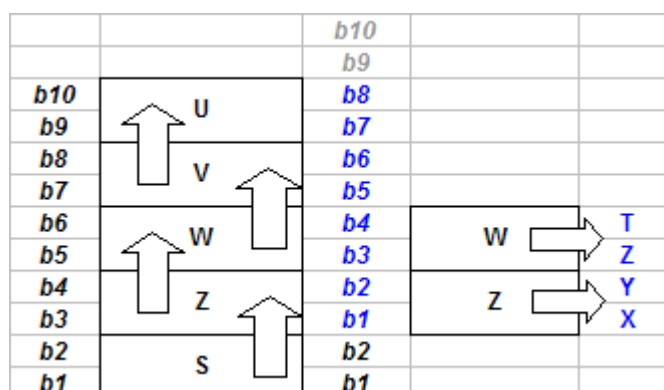 b10
b9
b10 b8
U
b9 b7
b8 b6
V
b7 b5
b6 b4 T
W W
b5 b3 Z
b4 b2 Y
Z Z
b3 b1 X
b2 b2
S
b1 b1